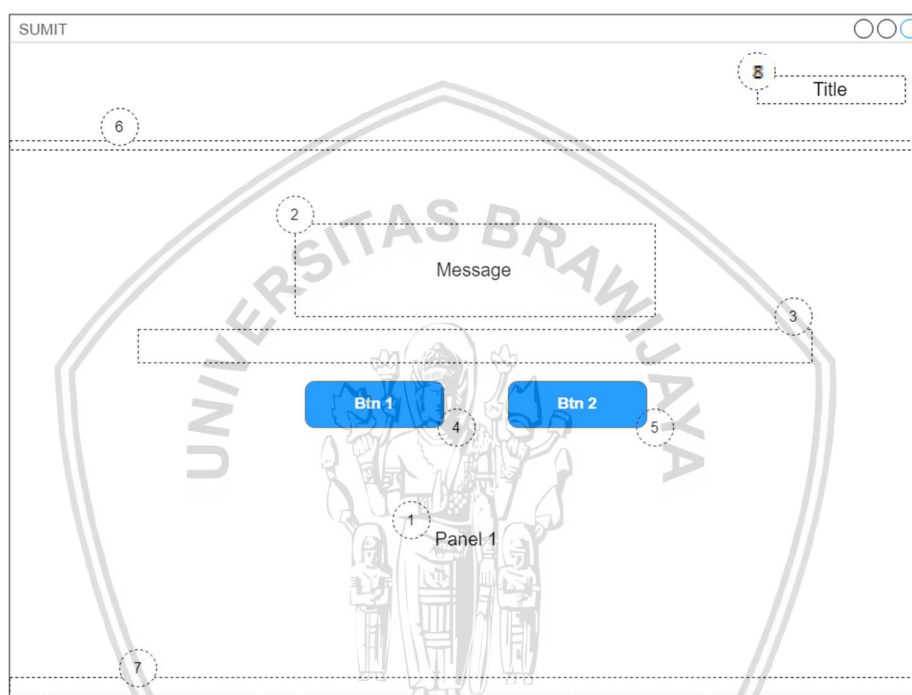 SUMIT
8
Title
6
2
UNIVERSITAS BRAWIJAYA
Message
3
Btn 1
Btn 2
4
5
1
Panel 1
7